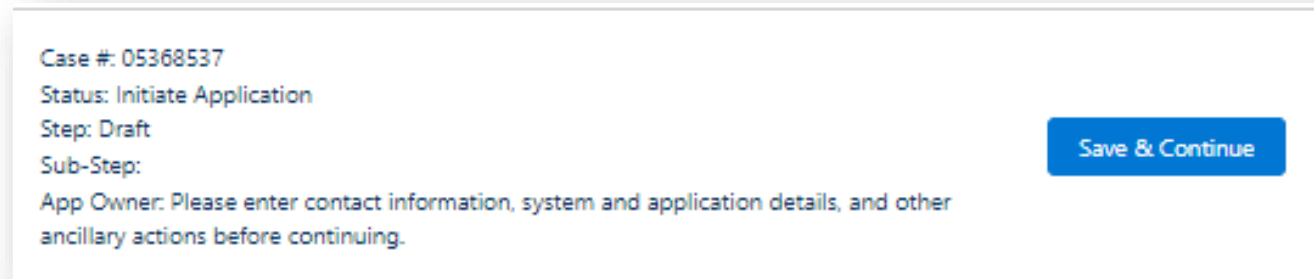 Case #: 05368537
Status: Initiate Application
Step: Draft
Save & Continue
Sub-Step:
App Owner: Please enter contact information, system and application details, and other
ancillary actions before continuing.